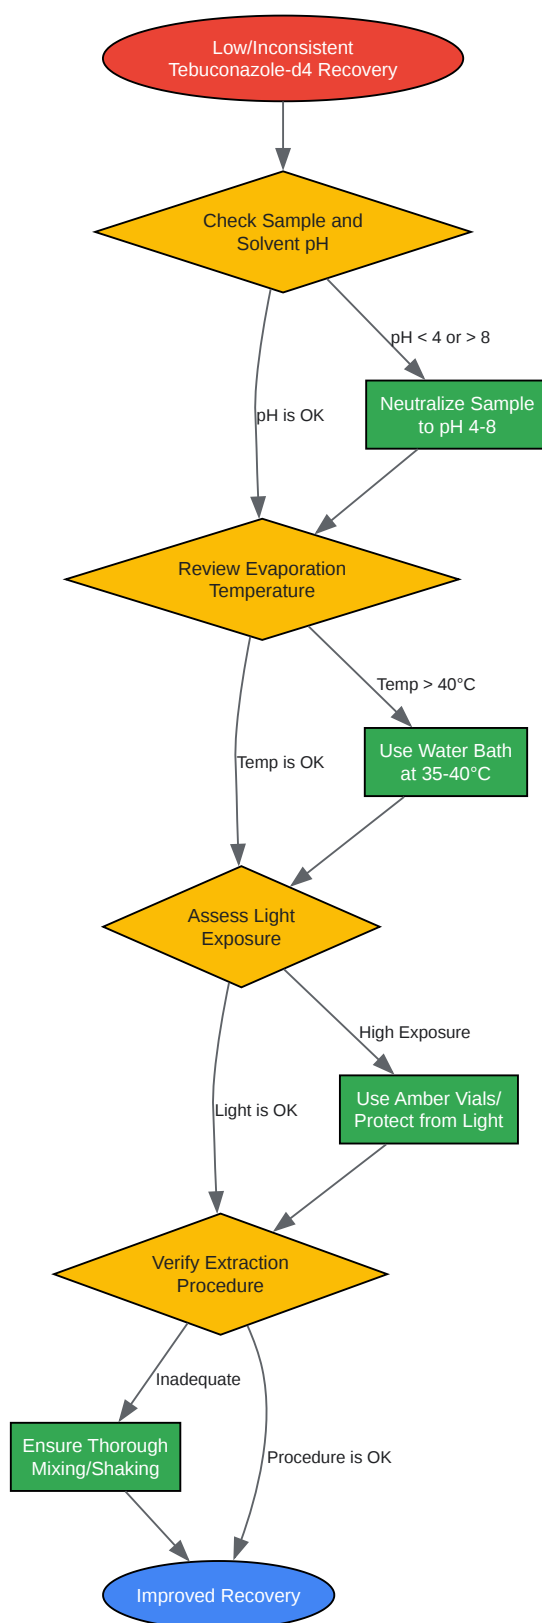 Low/Inconsistent
Tebuconazole-d4 Recovery
Check Sample and
Solvent pH
pH < 4 or > 8
Neutralize Sample
to pH 4-8
pH is OK
Review Evaporation
Temperature
Temp > 40°C
Use Water Bath
at 35-40°C
Temp is OK
Assess Light
Exposure
High Exposure
Use Amber Vials/
Protect from Light
Light is OK
Verify Extraction
Procedure
Inadequate
Ensure Thorough
Mixing/Shaking
Procedure is OK
Improved Recovery